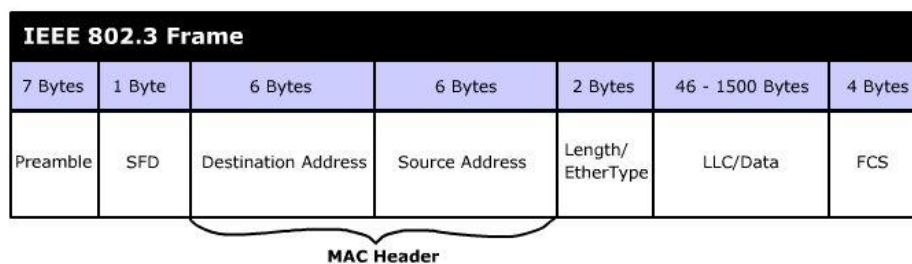 IEEE 802.3 Frame
7 Bytes 1 Byte 6 Bytes 6 Bytes 2 Bytes 46 - 1500 Bytes 4 Bytes
Preamble SFD Destination Address Source Address Length/ EtherType LLC/Data FCS
MAC Header